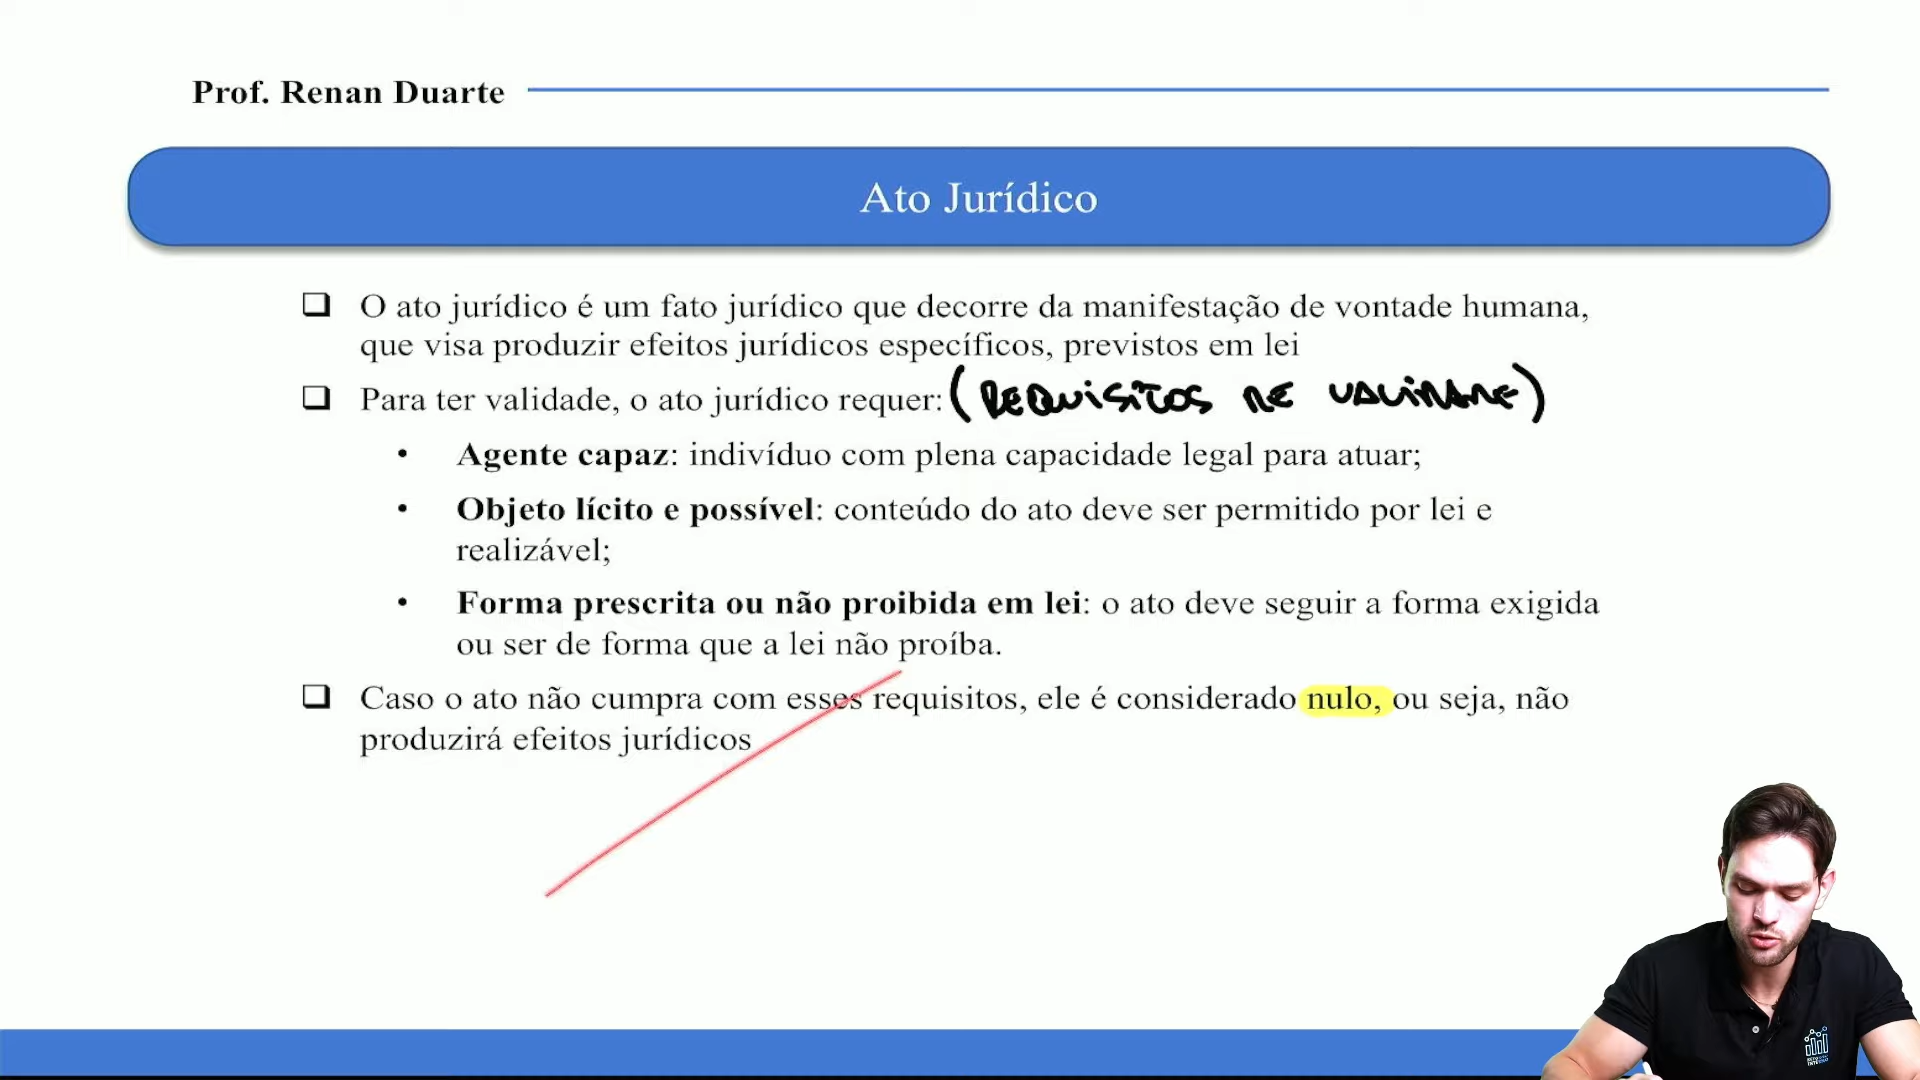 Prof. Renan Duarte
Ato Jurídico
O ato jurídico é um fato jurídico que decorre da manifestação de vontade humana,
que visa produzir efeitos jurídicos específicos, previstos em lei
Para ter validade, o ato jurídico requer: (REQUISITOS DE VALIDADE)
• Agente capaz: indivíduo com plena capacidade legal para atuar;
• Objeto lícito e possível: conteúdo do ato deve ser permitido por lei e
realizável;
• Forma prescrita ou não proibida em lei: o ato deve seguir a forma exigida
ou ser de forma que a lei não proíba.
Caso o ato não cumpra com esses requisitos, ele é considerado nulo, ou seja, não
produzirá efeitos jurídicos